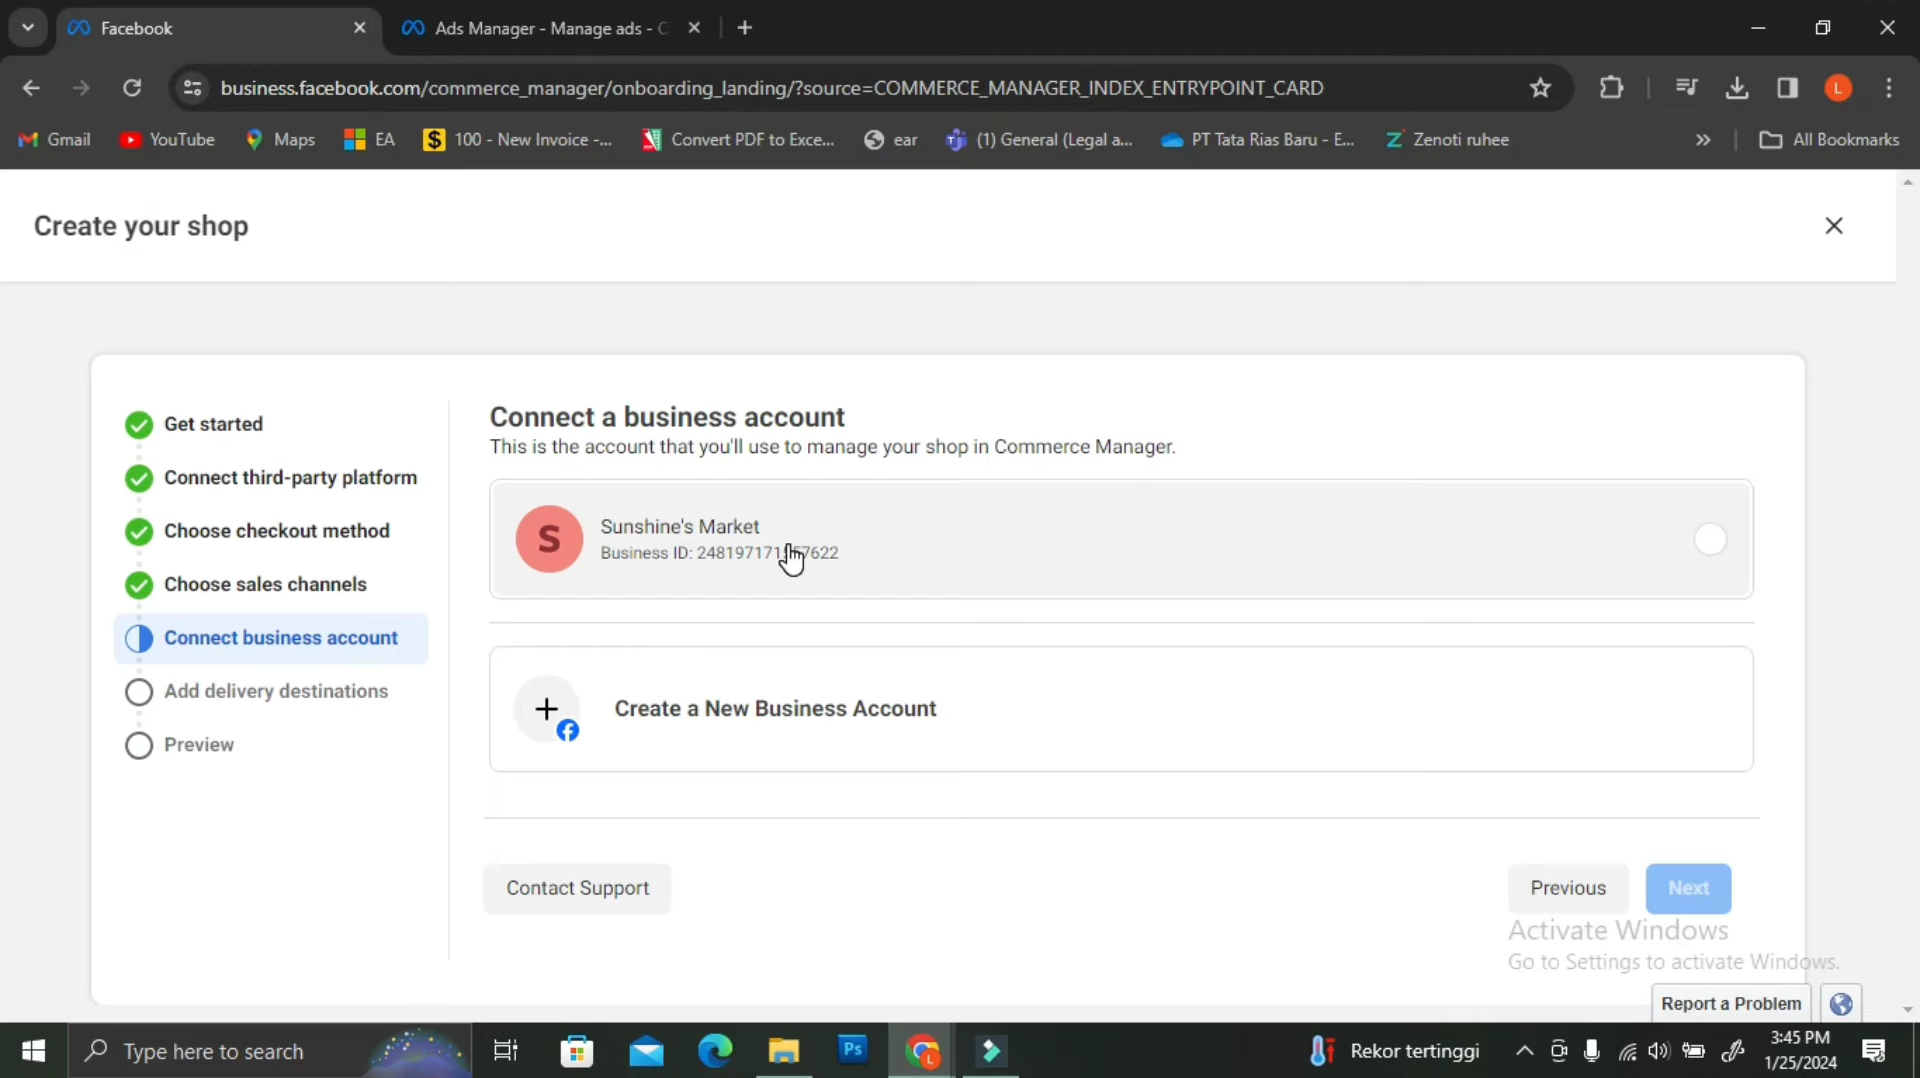 Facebook
Ads Manager - Manage ads - C
business.facebook.com/commerce_manager/onboarding_landing/?source=COMMERCE_MANAGER_INDEX_ENTRYPOINT_CARD
L
Gmail
YouTube
Maps
EA
$ 100 - New Invoice -...
Convert PDF to Exce...
ear
(1) General (Legal a...
PT Tata Rias Baru - E...
Z Zenoti ruhee
»
All Bookmarks
Create your shop
Get started
Connect third-party platform
Choose checkout method
Choose sales channels
Connect business account
Add delivery destinations
Preview
Connect a business account
This is the account that you'll use to manage your shop in Commerce Manager.
S
Sunshine's Market
Business ID:
Create a New Business Account
Contact Support
Previous
Next
Activate Windows
Go to Settings to activate Windows.
Report a Problem
Type here to search
Ps
L
Rekor tertinggi
3:45 PM
1/25/2024